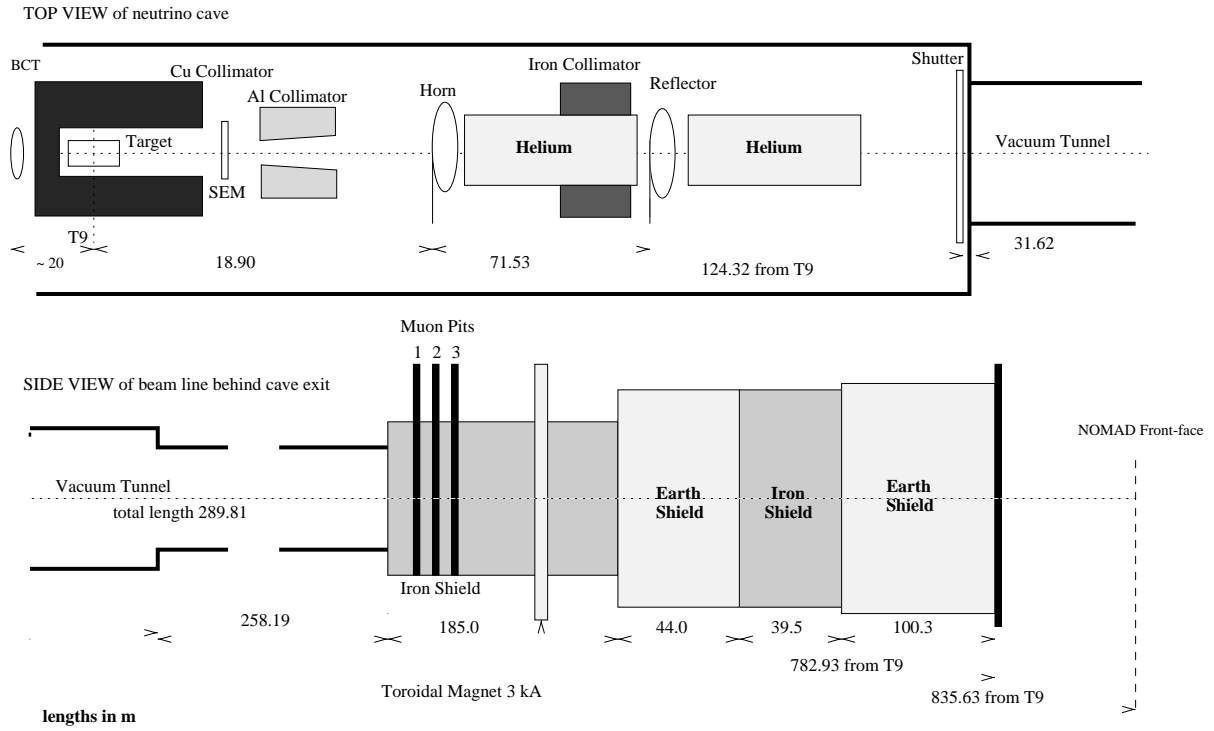 TOP VIEW of neutrino cave
BCT
Cu Collimator
Al Collimator
Horn
Iron Collimator
Reflector
Shutter
Target
Helium
Helium
Vacuum Tunnel
SEM
T9
~ 20
18.90
71.53
124.32 from T9
31.62
Muon Pits
1 2 3
SIDE VIEW of beam line behind cave exit
NOMAD Front-face
Vacuum Tunnel
total length 289.81
Earth
Shield
Iron
Shield
Earth
Shield
Iron Shield
258.19
185.0
44.0
39.5
100.3
782.93 from T9
Toroidal Magnet 3 kA
835.63 from T9
lengths in m